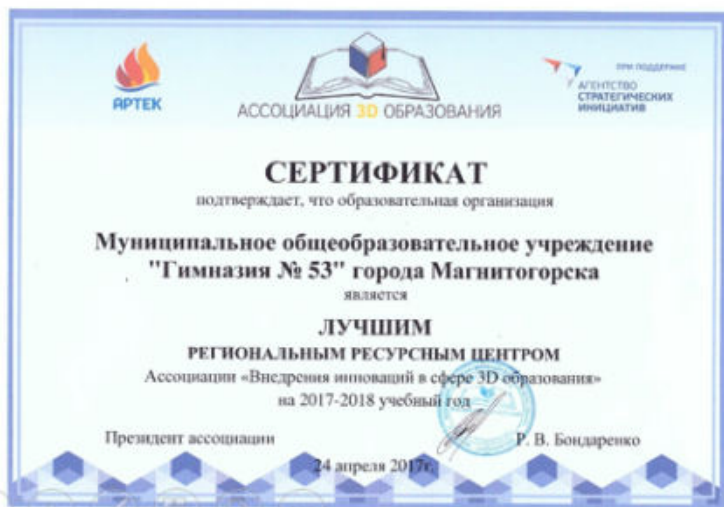 АРТЕК
АССОЦИАЦИЯ 3D ОБРАЗОВАНИЯ
ПРИ ПОДДЕРЖКЕ
АГЕНТСТВО
СТРАТЕГИЧЕСКИХ
ИНИЦИАТИВ
СЕРТИФИКАТ
подтверждает, что образовательная организация
Муниципальное общеобразовательное учреждение
"Гимназия № 53" города Магнитогорска
является
ЛУЧШИМ
РЕГИОНАЛЬНЫМ РЕСУРСНЫМ ЦЕНТРОМ
Ассоциации «Внедрения инноваций в сфере 3D образования»
на 2017-2018 учебный год
Президент ассоциации Р. В. Бондаренко
24 апреля 2017г.